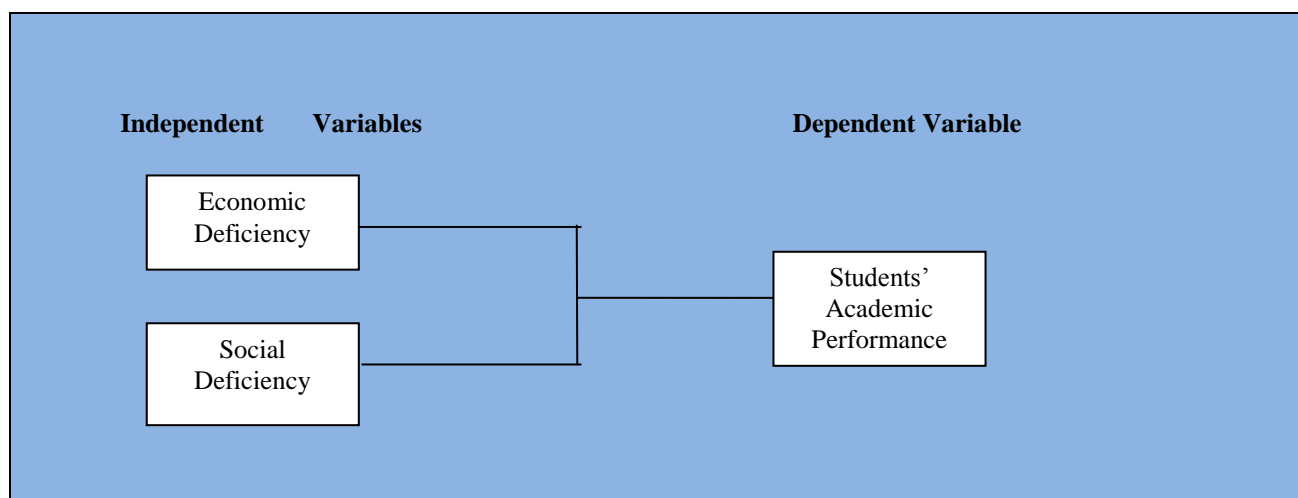 Independent Variables
Dependent Variable
Economic
Deficiency
Social
Deficiency
Students’
Academic
Performance